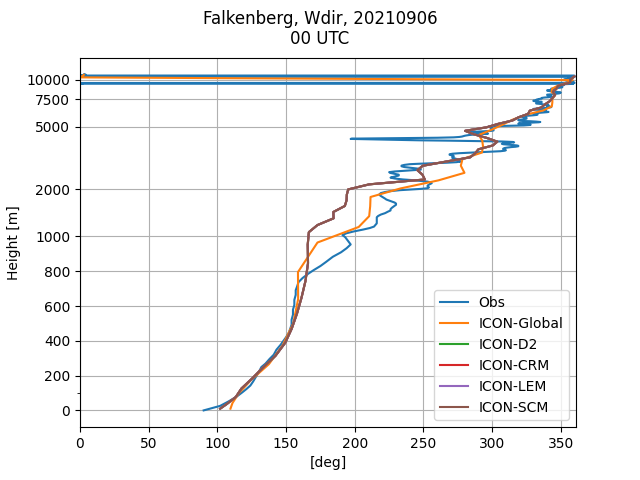 Falkenberg, Wdir, 20210906
00 UTC
10000
7500
5000
2000
1000
800
600
400
200
0
Height [m]
0 50 100 150 200 250 300 350
[deg]
Obs
ICON-Global
ICON-D2
ICON-CRM
ICON-LEM
ICON-SCM